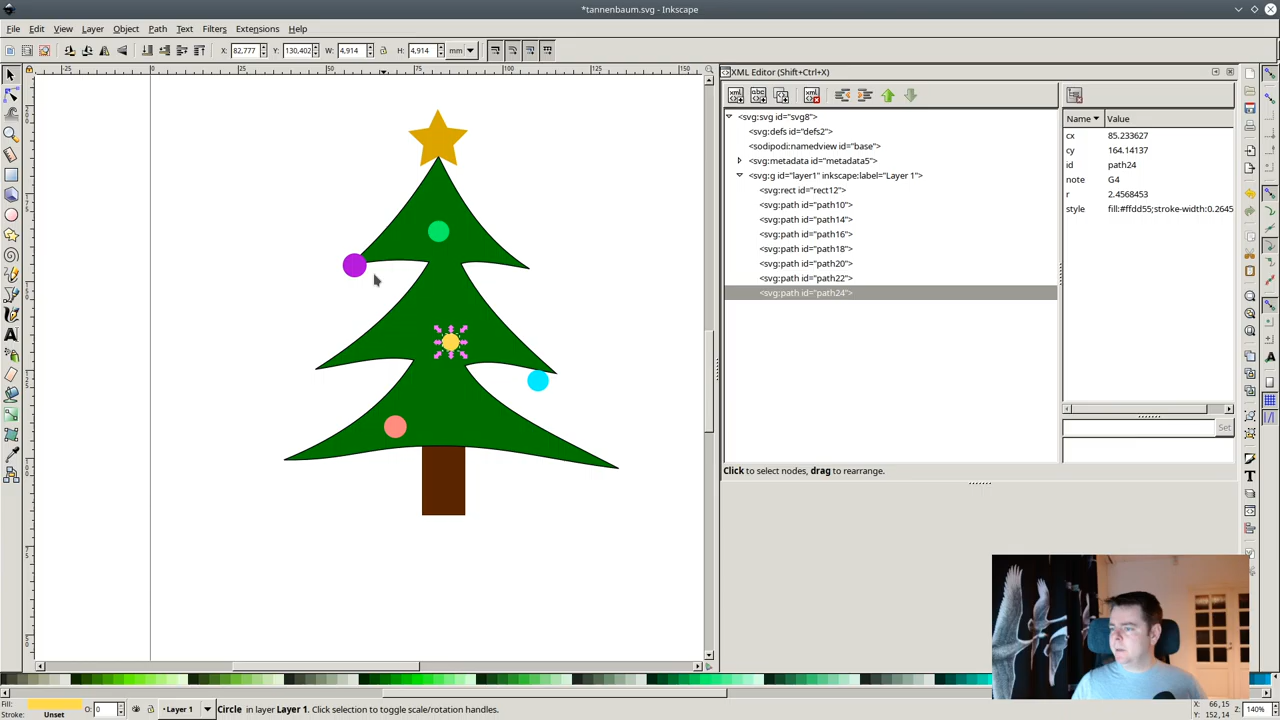 *tannenbaum.svg - Inkscape
File Edit View Layer Object Path Text Filters Extensions Help
X: 82,777 Y: 130,402 W: 4,914 H: 4,914 mm
XML Editor (Shift+Ctrl+X)
<svg:svg id="svg8">
<svg:defs id="defs2">
<sodipodi:namedview id="base">
<svg:metadata id="metadata5">
<svg:g id="layer1" inkscape:label="Layer 1">
<svg:rect id="rect12">
<svg:path id="path10">
<svg:path id="path14">
<svg:path id="path16">
<svg:path id="path18">
<svg:path id="path20">
<svg:path id="path22">
<svg:path id="path24">
Name Value
cx 85.233627
cy 164.14137
id path24
note G4
r 2.4568453
style fill:#ffdd55;stroke-width:0.2645
Set
Click to select nodes, drag to rearrange.
Fill:
Stroke: Unset
O: 0
Layer 1
Circle in layer Layer 1. Click selection to toggle scale/rotation handles.
X: 66,15
Y: 152,14
Z: 140%